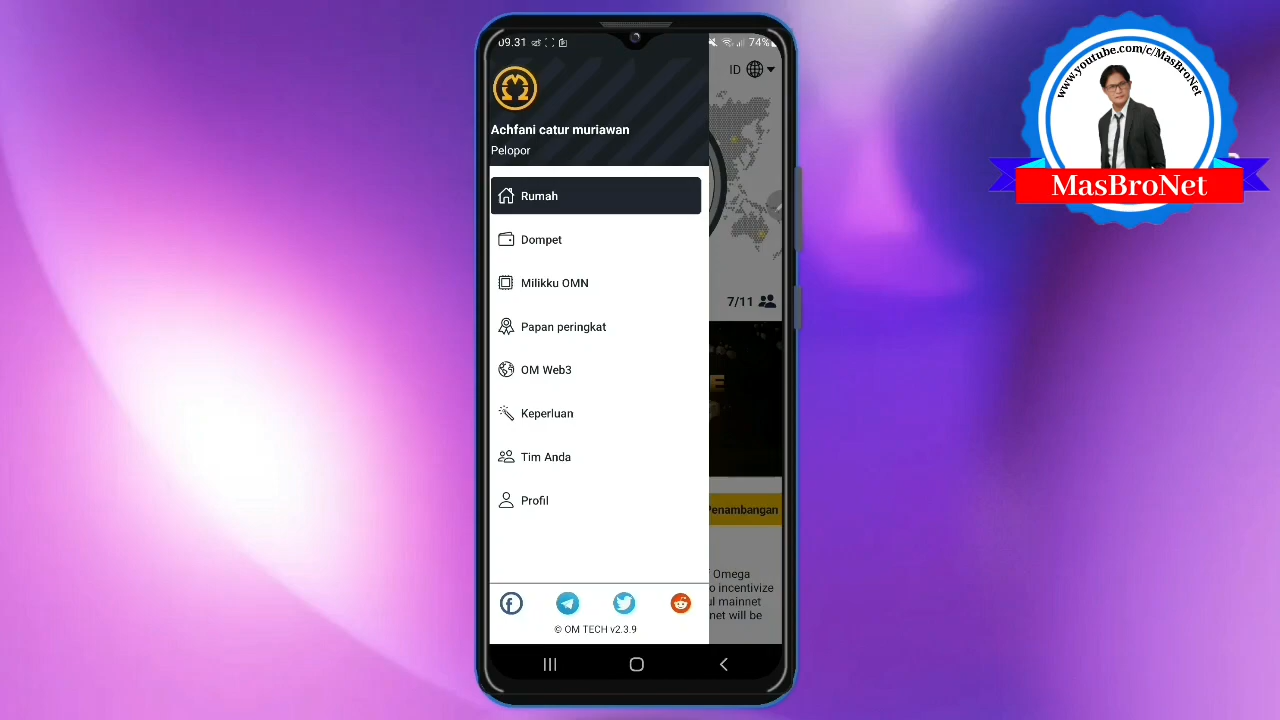 09.31
74%
ID
Achfani catur muriawan
Pelopor
Rumah
Dompet
Milikku OMN
Papan peringkat
OM Web3
Keperluan
Tim Anda
Profil
7/11
Penambangan
Omega
o incentivize
mainnet
net will be
© OM TECH v2.3.9
www.youtube.com/c/MasBroNet
MasBroNet